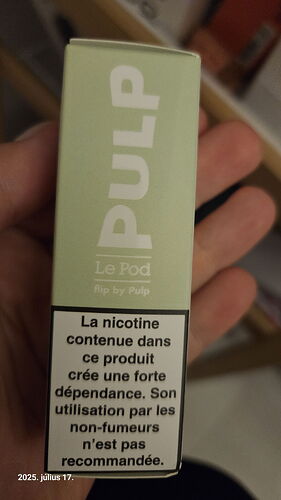 PULP
Le Pod
flip by Pulp
La nicotine
contenue dans
ce produit
crée une forte
dépendance. Son
utilisation par les
non-fumeurs
n'est pas
recommandée.
2025. július 17.